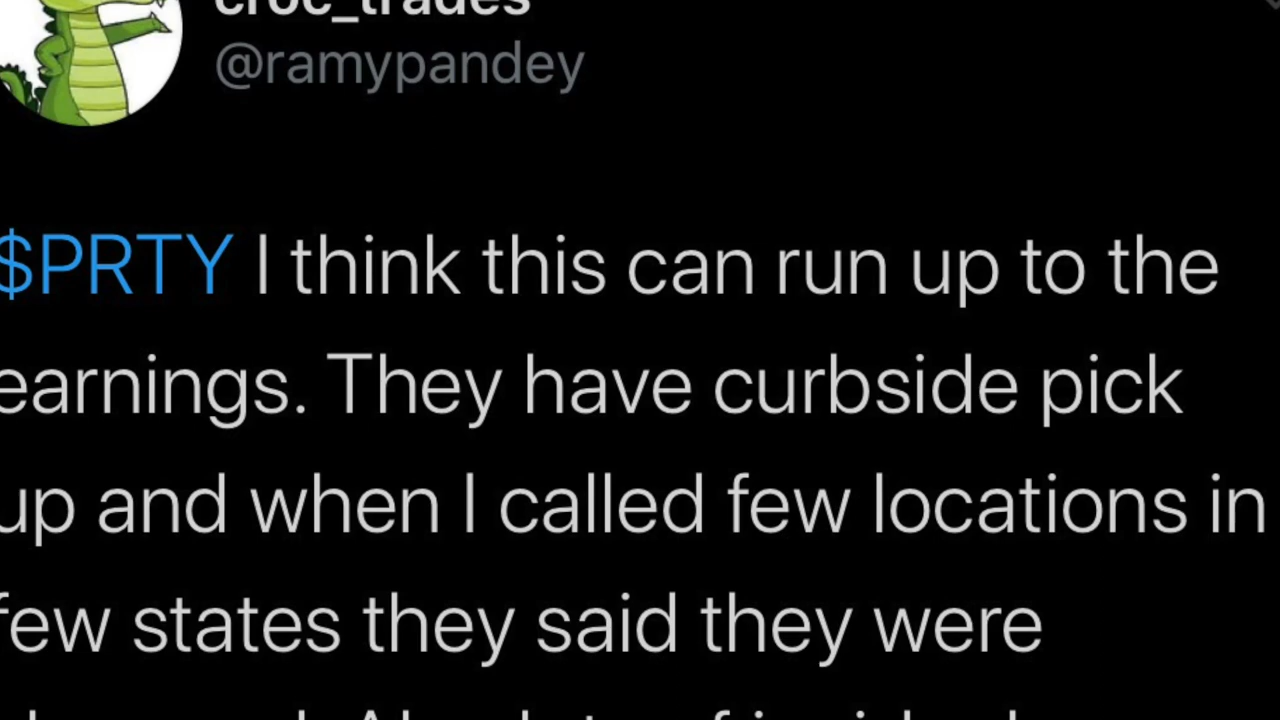 croc_trades
@ramypandey
$PRTY I think this can run up to the
earnings. They have curbside pick
up and when I called few locations in
few states they said they were